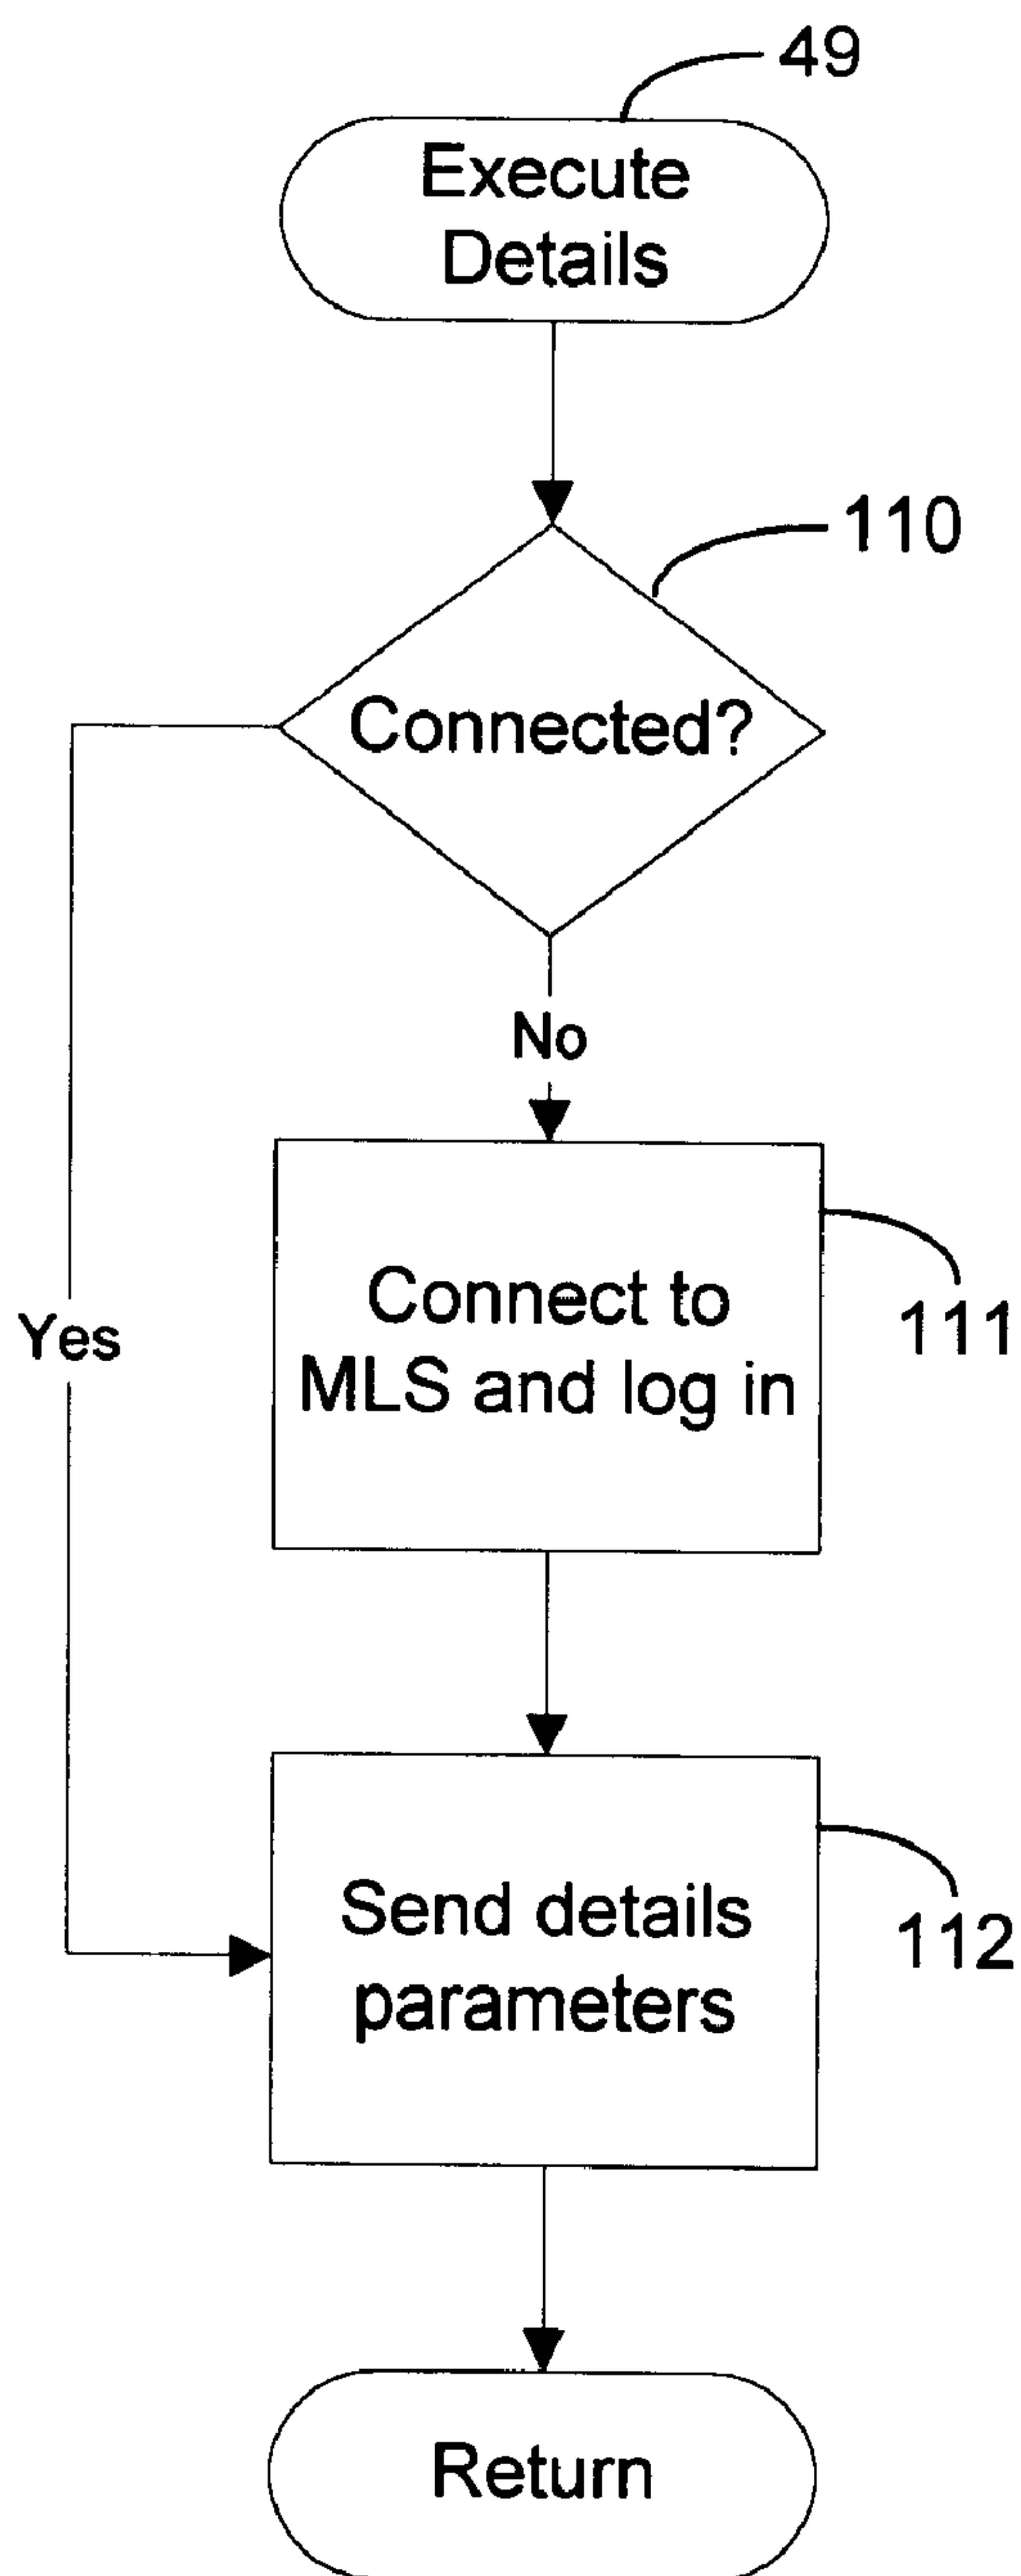 49
Execute
Details
110
Connected?
No
Connect to
MLS and log in
111
Yes
Send details
parameters
112
Return